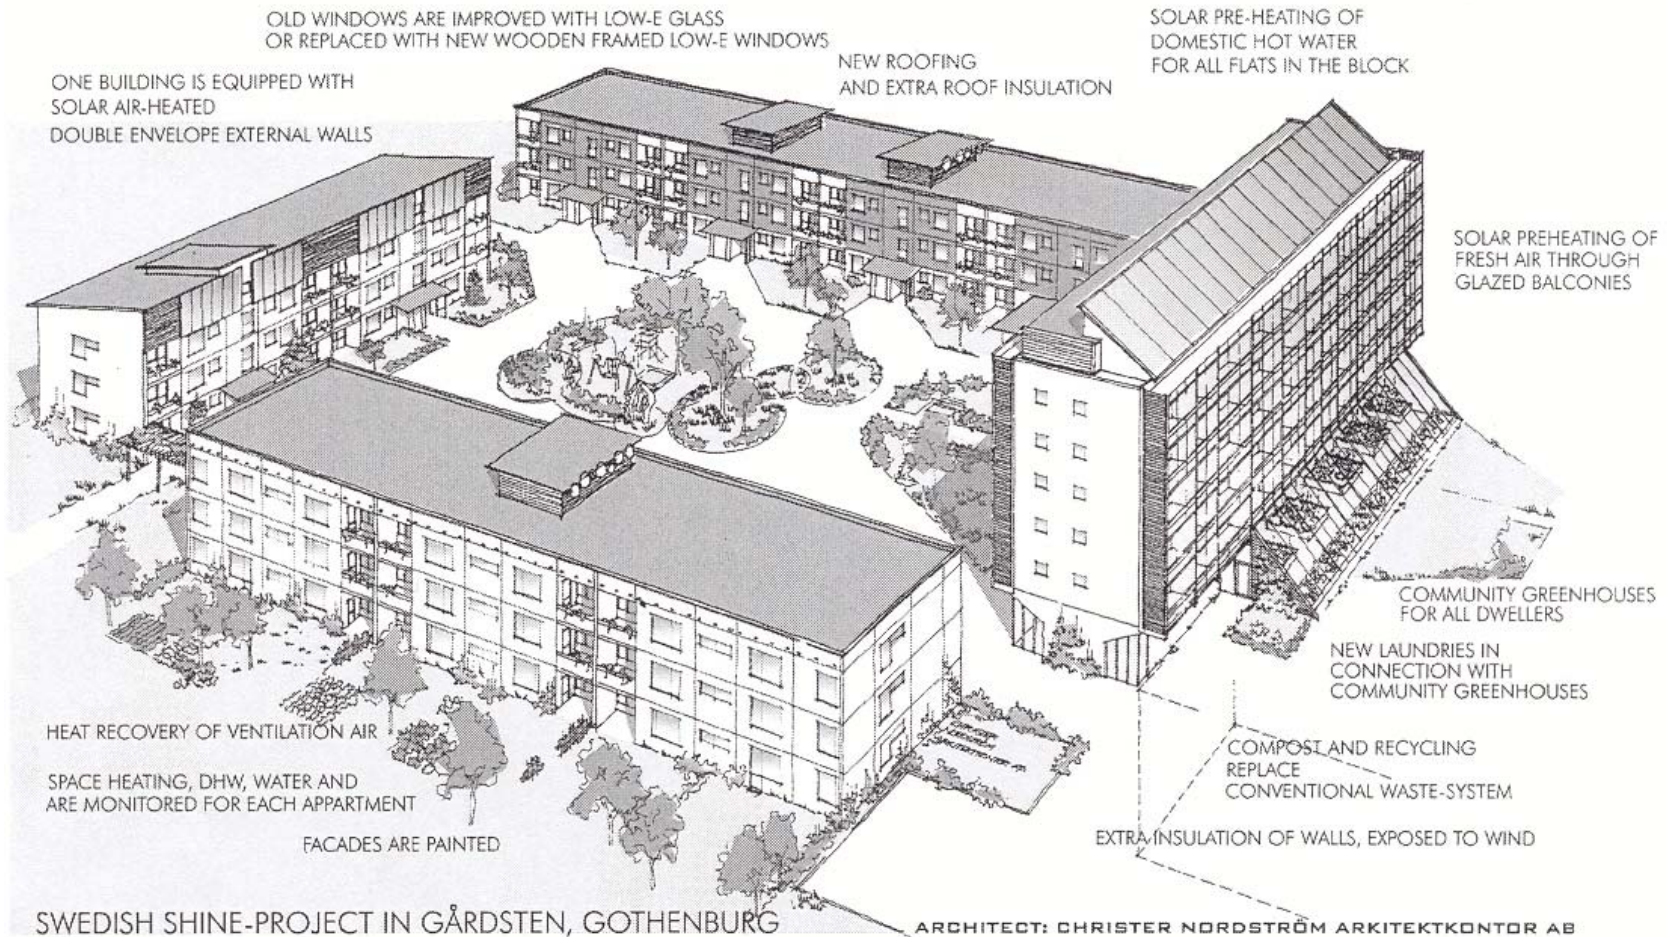 OLD WINDOWS ARE IMPROVED WITH LOW-E GLASS
OR REPLACED WITH NEW WOODEN FRAMED LOW-E WINDOWS
SOLAR PRE-HEATING OF
DOMESTIC HOT WATER
FOR ALL FLATS IN THE BLOCK
NEW ROOFING
AND EXTRA ROOF INSULATION
ONE BUILDING IS EQUIPPED WITH
SOLAR AIR-HEATED
DOUBLE ENVELOPE EXTERNAL WALLS
SOLAR PREHEATING OF
FRESH AIR THROUGH
GLAZED BALCONIES
COMMUNITY GREENHOUSES
FOR ALL DWELLERS
NEW LAUNDRIES IN
CONNECTION WITH
COMMUNITY GREENHOUSES
HEAT RECOVERY OF VENTILATION AIR
SPACE HEATING, DHW, WATER AND
ARE MONITORED FOR EACH APPARTMENT
FACADES ARE PAINTED
COMPOST AND RECYCLING
REPLACE
CONVENTIONAL WASTE-SYSTEM
EXTRA INSULATION OF WALLS, EXPOSED TO WIND
SWEDISH SHINE-PROJECT IN GÅRDSTEN, GOTHENBURG
ARCHITECT: CHRISTER NORDSTRÖM ARKITEKTKONTOR AB